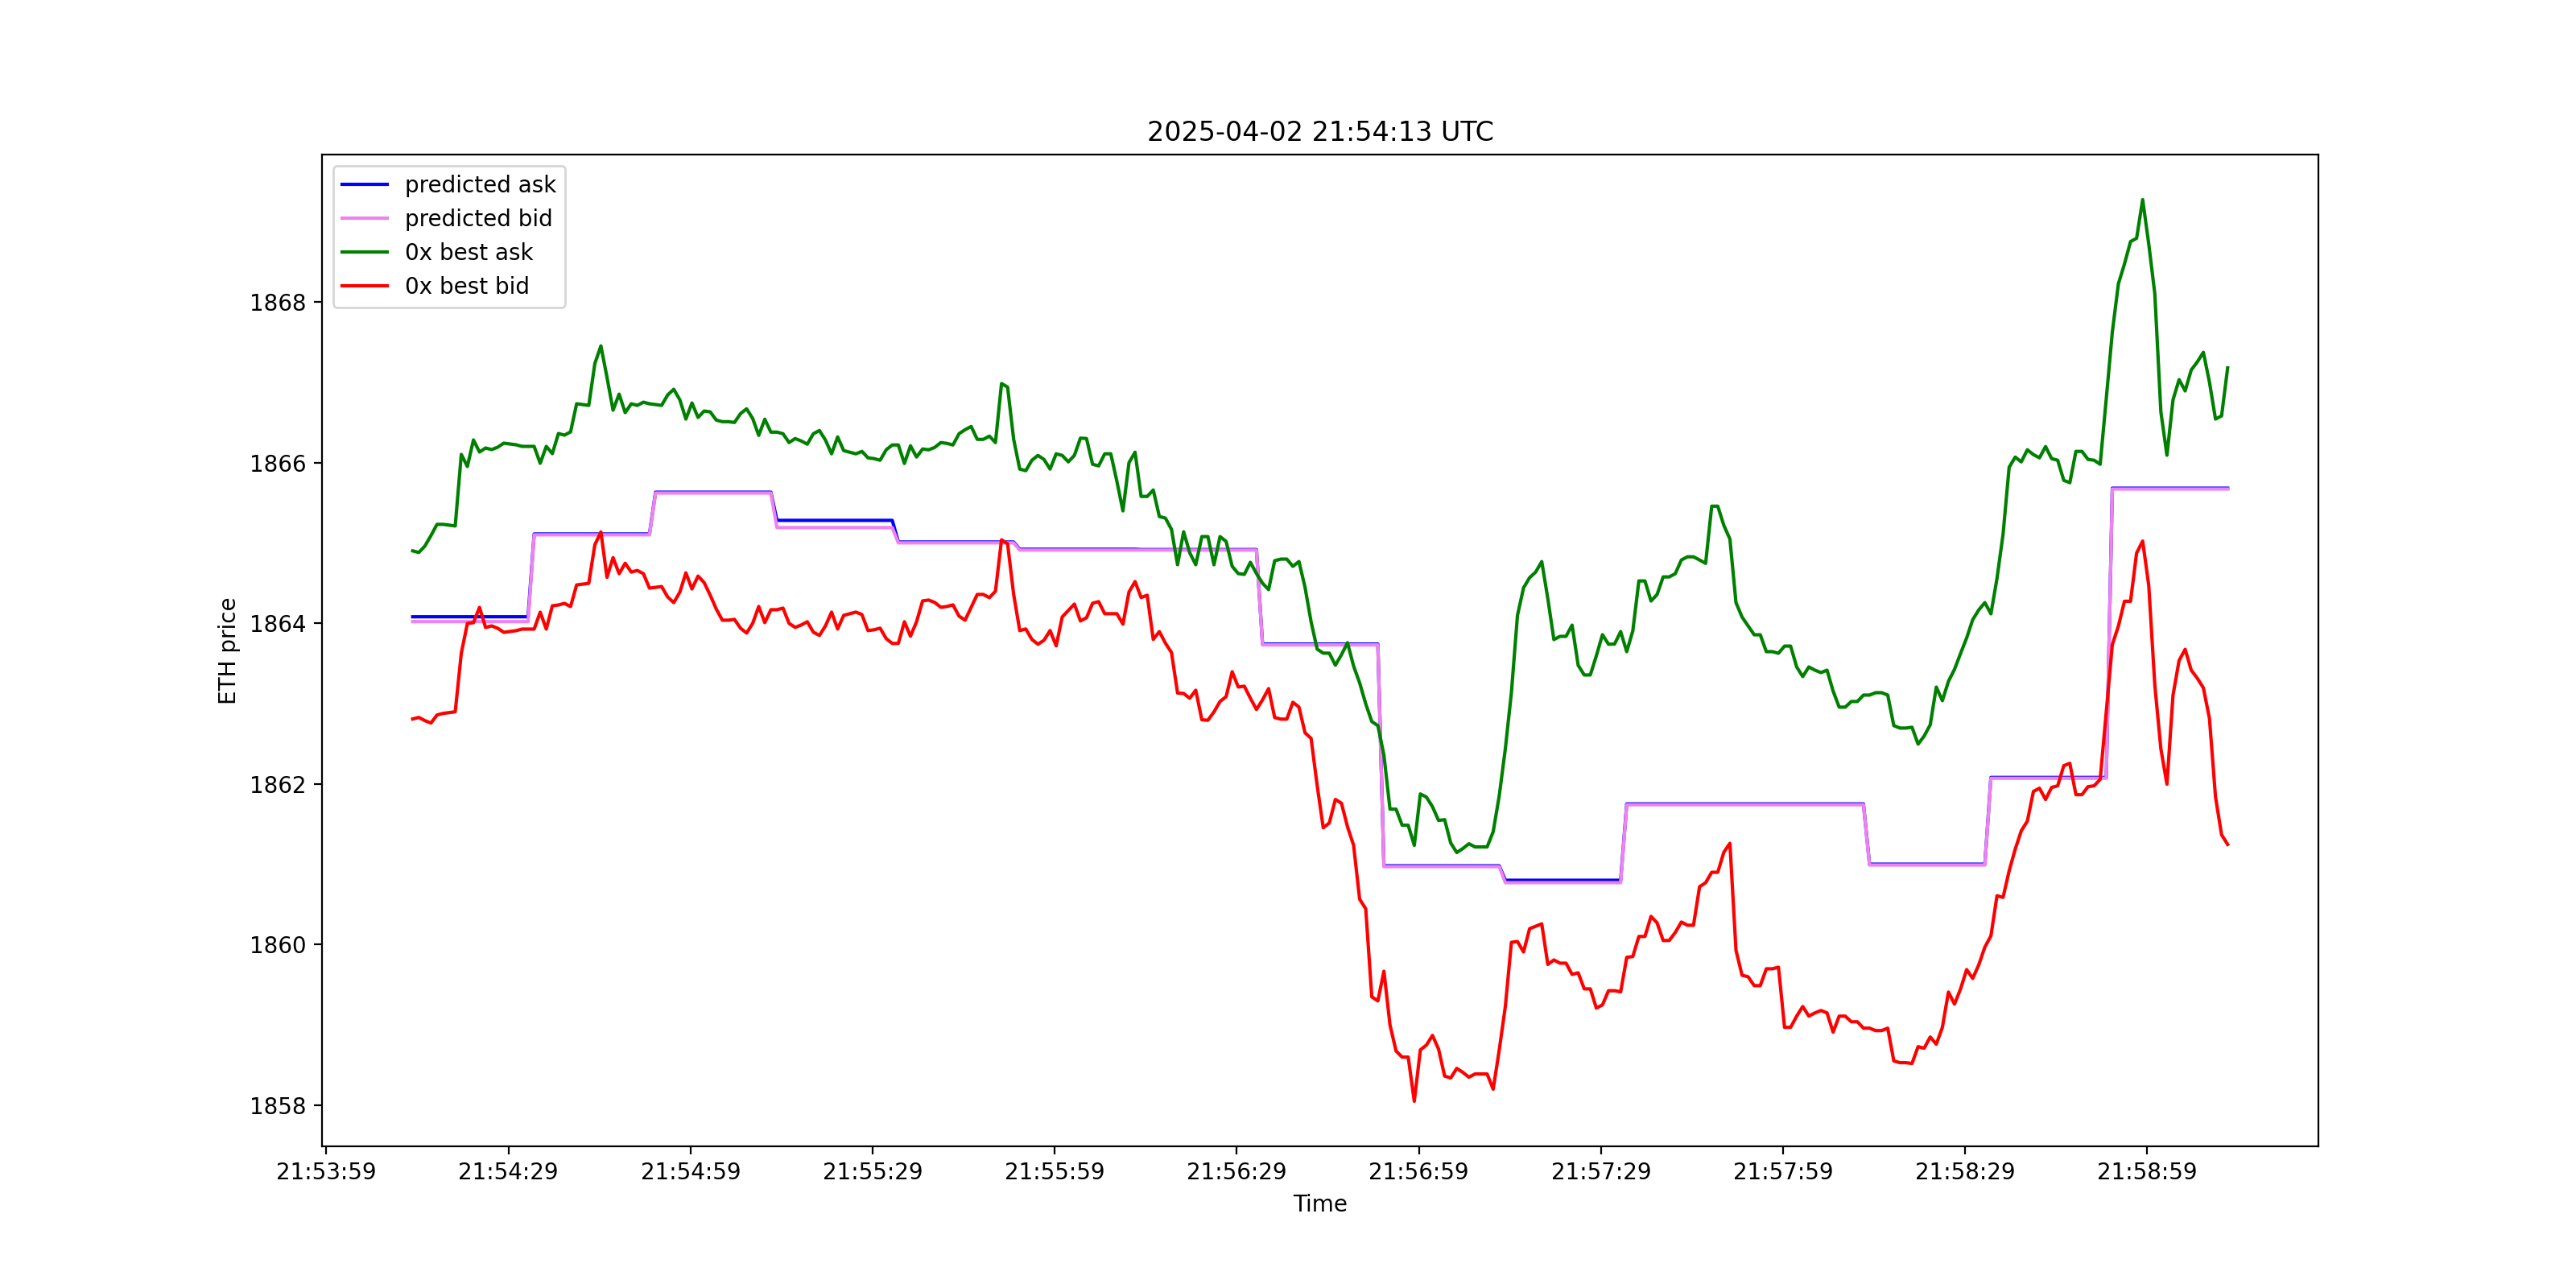 2025-04-02 21:54:13 UTC
predicted ask
predicted bid
0x best ask
0x best bid
ETH price
1868
1866
1864
1862
1860
1858
21:53:59 21:54:29 21:54:59 21:55:29 21:55:59 21:56:29 21:56:59 21:57:29 21:57:59 21:58:29 21:58:59
Time